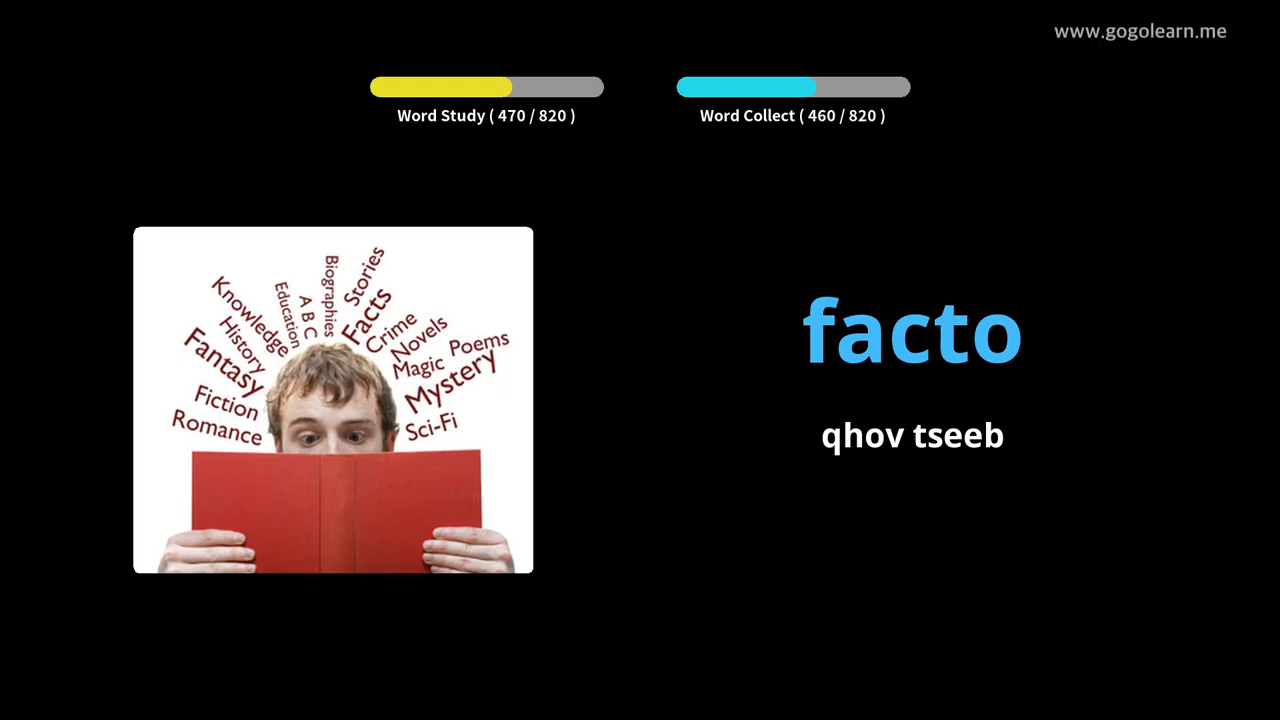 www.gogolearn.me
Word Study ( 470 / 820 )
Word Collect ( 460 / 820 )
Biographies
Stories
Education
A B C
Facts
Knowledge
Crime
History
Novels
Poems
Fantasy
Magic
Mystery
Fiction
Romance
Sci-Fi
facto
qhov tseeb